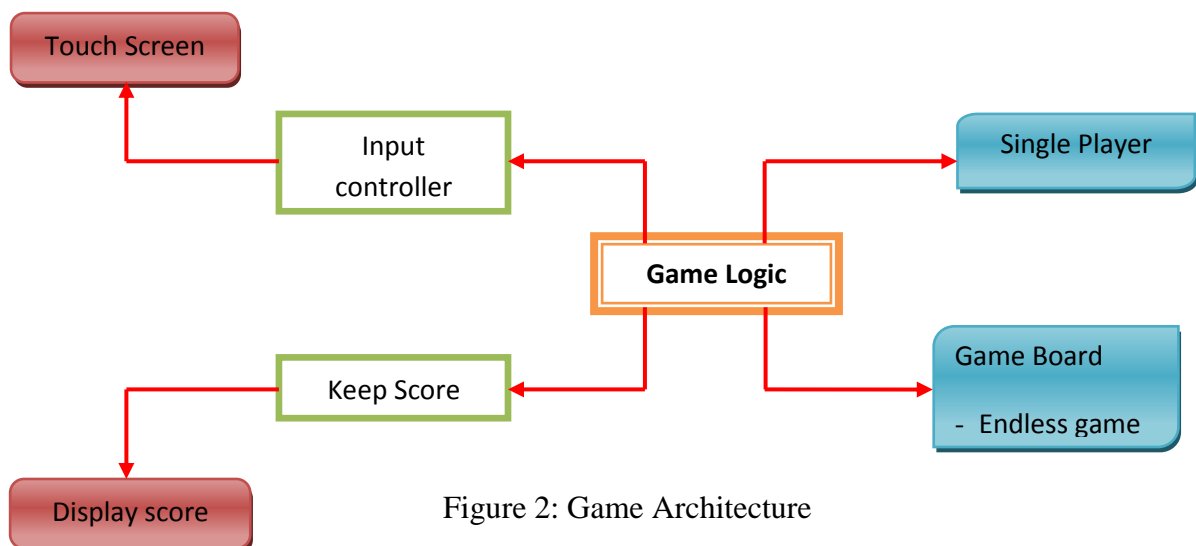 Touch Screen
Input
controller
Single Player
Game Logic
Keep Score
Game Board
- Endless game
Display score
Figure 2: Game Architecture